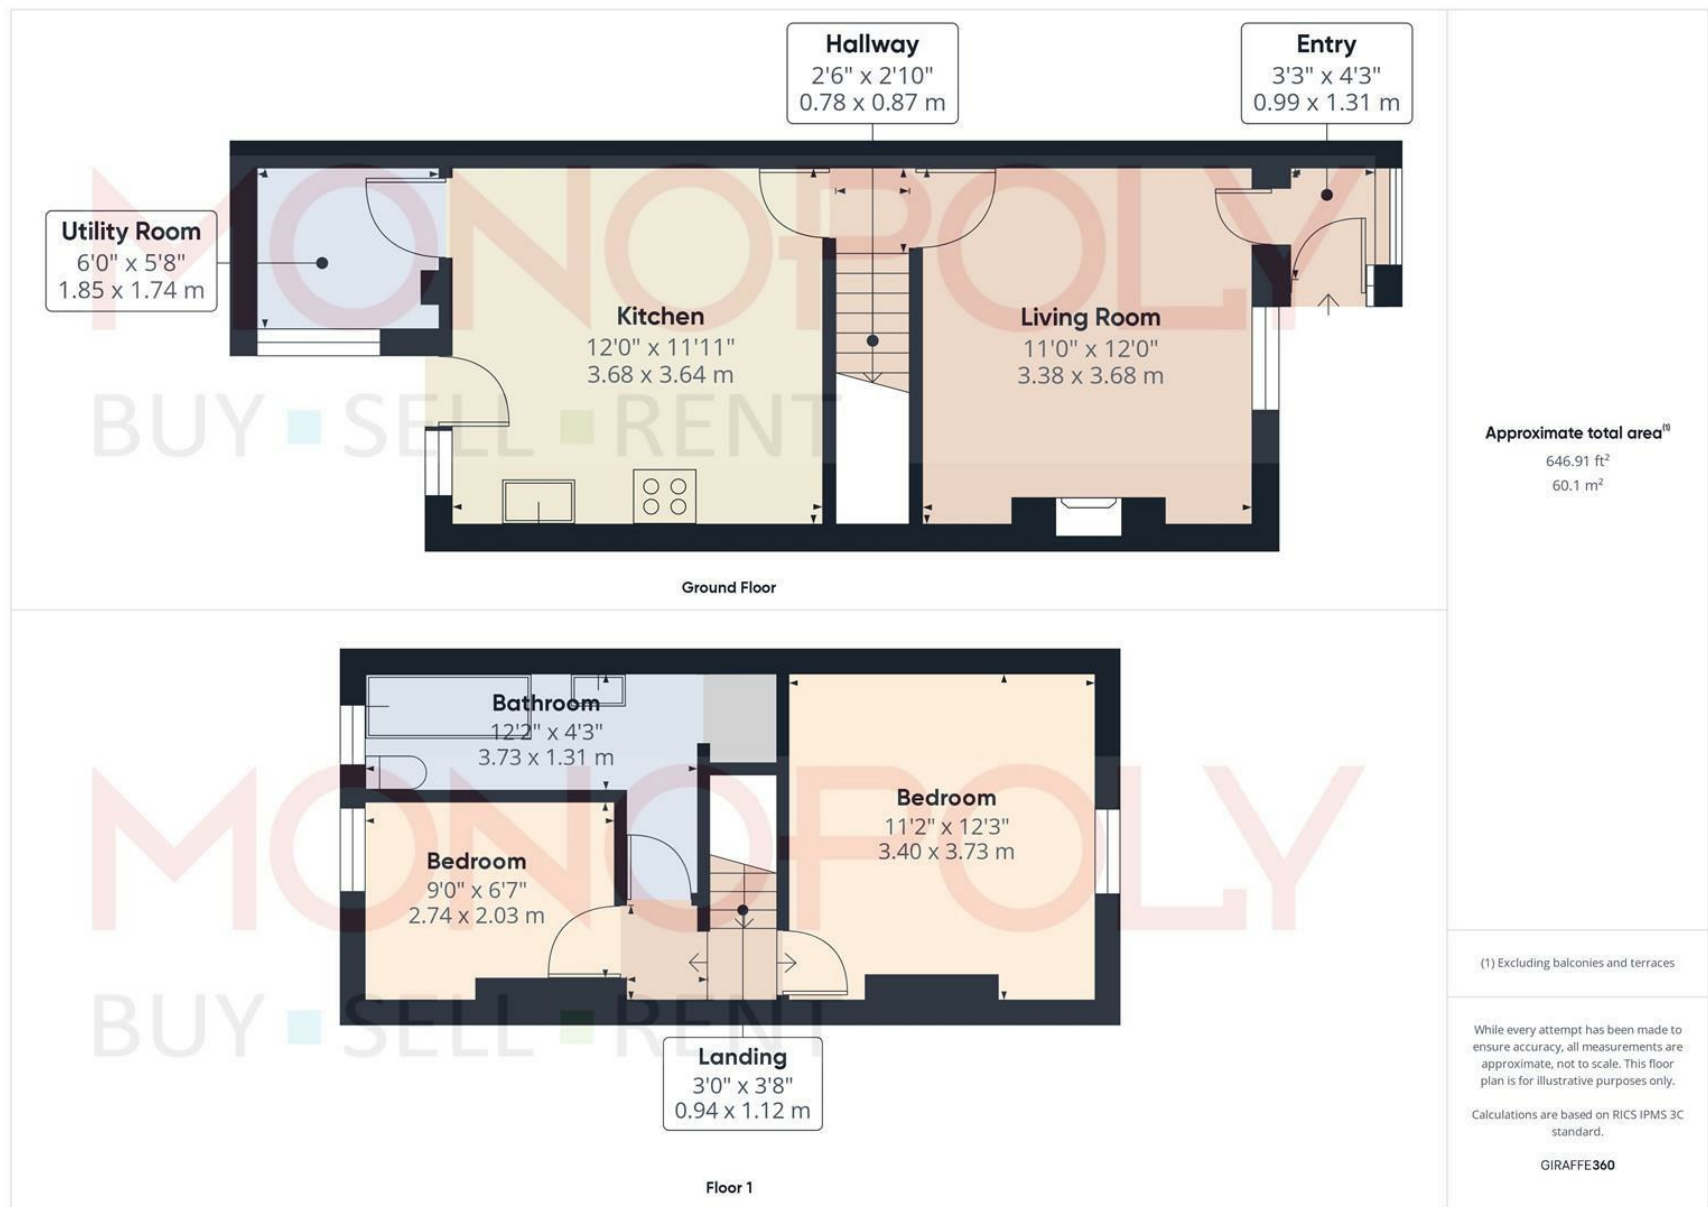 Hallway
2'6" x 2'10"
0.78 x 0.87 m
Entry
3'3" x 4'3"
0.99 x 1.31 m
Utility Room
6'0" x 5'8"
1.85 x 1.74 m
Kitchen
12'0" x 11'11"
3.68 x 3.64 m
Living Room
11'0" x 12'0"
3.38 x 3.68 m
MONOPOLY
BUY SELL RENT
Ground Floor
Approximate total area(1)
646.91 ft²
60.1 m²
Bathroom
12'2" x 4'3"
3.73 x 1.31 m
Bedroom
11'2" x 12'3"
3.40 x 3.73 m
Bedroom
9'0" x 6'7"
2.74 x 2.03 m
MONOPOLY
BUY SELL RENT
Landing
3'0" x 3'8"
0.94 x 1.12 m
Floor 1
(1) Excluding balconies and terraces
While every attempt has been made to
ensure accuracy, all measurements are
approximate, not to scale. This floor
plan is for illustrative purposes only.
Calculations are based on RICS IPMS 3C
standard.
GIRAFFE360